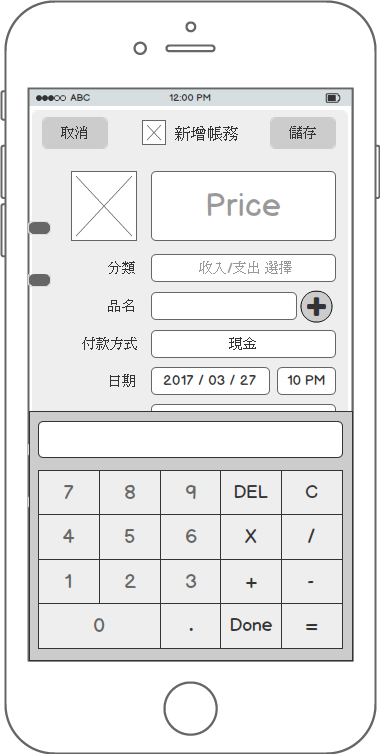 ABC 12:00 PM
取消 新增帳務 儲存
Price
分類 收入/支出 選擇
品名
付款方式 現金
日期 2017 / 03 / 27 10 PM
7 8 9 DEL C
4 5 6 X /
1 2 3 + -
0 . Done =